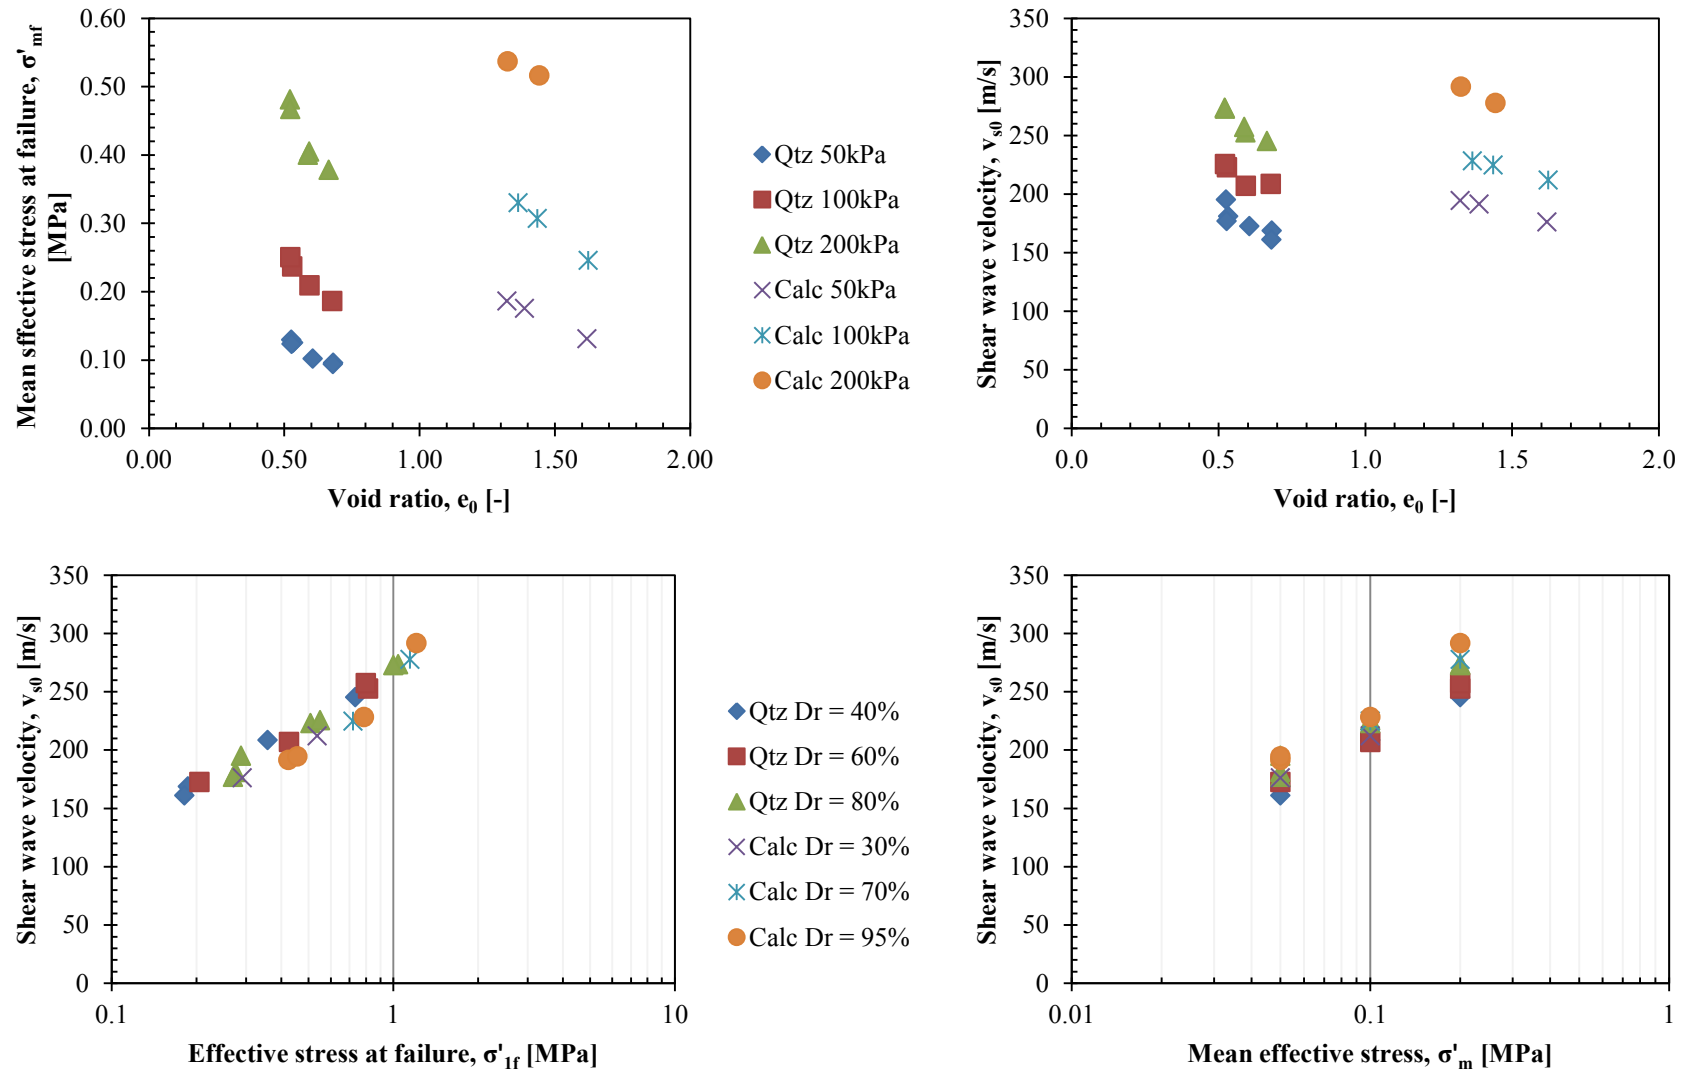 0.60
0.50
0.40
0.30
0.20
0.10
0.00
0.00
0.50
1.00
1.50
2.00
Mean sffective stress at failure, σ'mf
[MPa]
Void ratio, e0 [-]
Qtz 50kPa
Qtz 100kPa
Qtz 200kPa
Calc 50kPa
Calc 100kPa
Calc 200kPa
350
300
250
200
150
100
50
0
0.0
0.5
1.0
1.5
2.0
Shear wave velocity, vs0 [m/s]
Void ratio, e0 [-]
350
300
250
200
150
100
50
0
0.1
1
10
Shear wave velocity, vs0 [m/s]
Effective stress at failure, σ'1f [MPa]
Qtz Dr = 40%
Qtz Dr = 60%
Qtz Dr = 80%
Calc Dr = 30%
Calc Dr = 70%
Calc Dr = 95%
350
300
250
200
150
100
50
0
0.01
0.1
1
Shear wave velocity, vs0 [m/s]
Mean effective stress, σ'm [MPa]